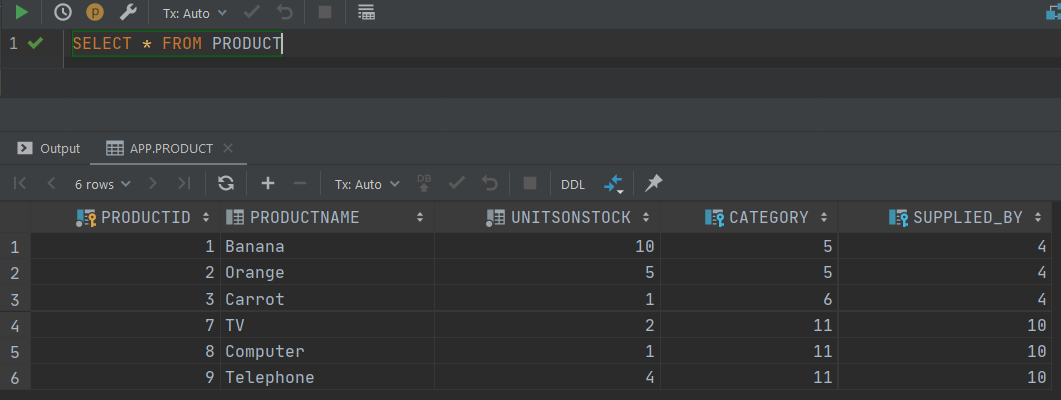 Tx: Auto
1 SELECT * FROM PRODUCT
Output APP.PRODUCT
6 rows Tx: Auto DB DDL
PRODUCTID PRODUCTNAME UNITSONSTOCK CATEGORY SUPPLIED_BY
1 1 Banana 10 5 4
2 2 Orange 5 5 4
3 3 Carrot 1 6 4
4 7 TV 2 11 10
5 8 Computer 1 11 10
6 9 Telephone 4 11 10